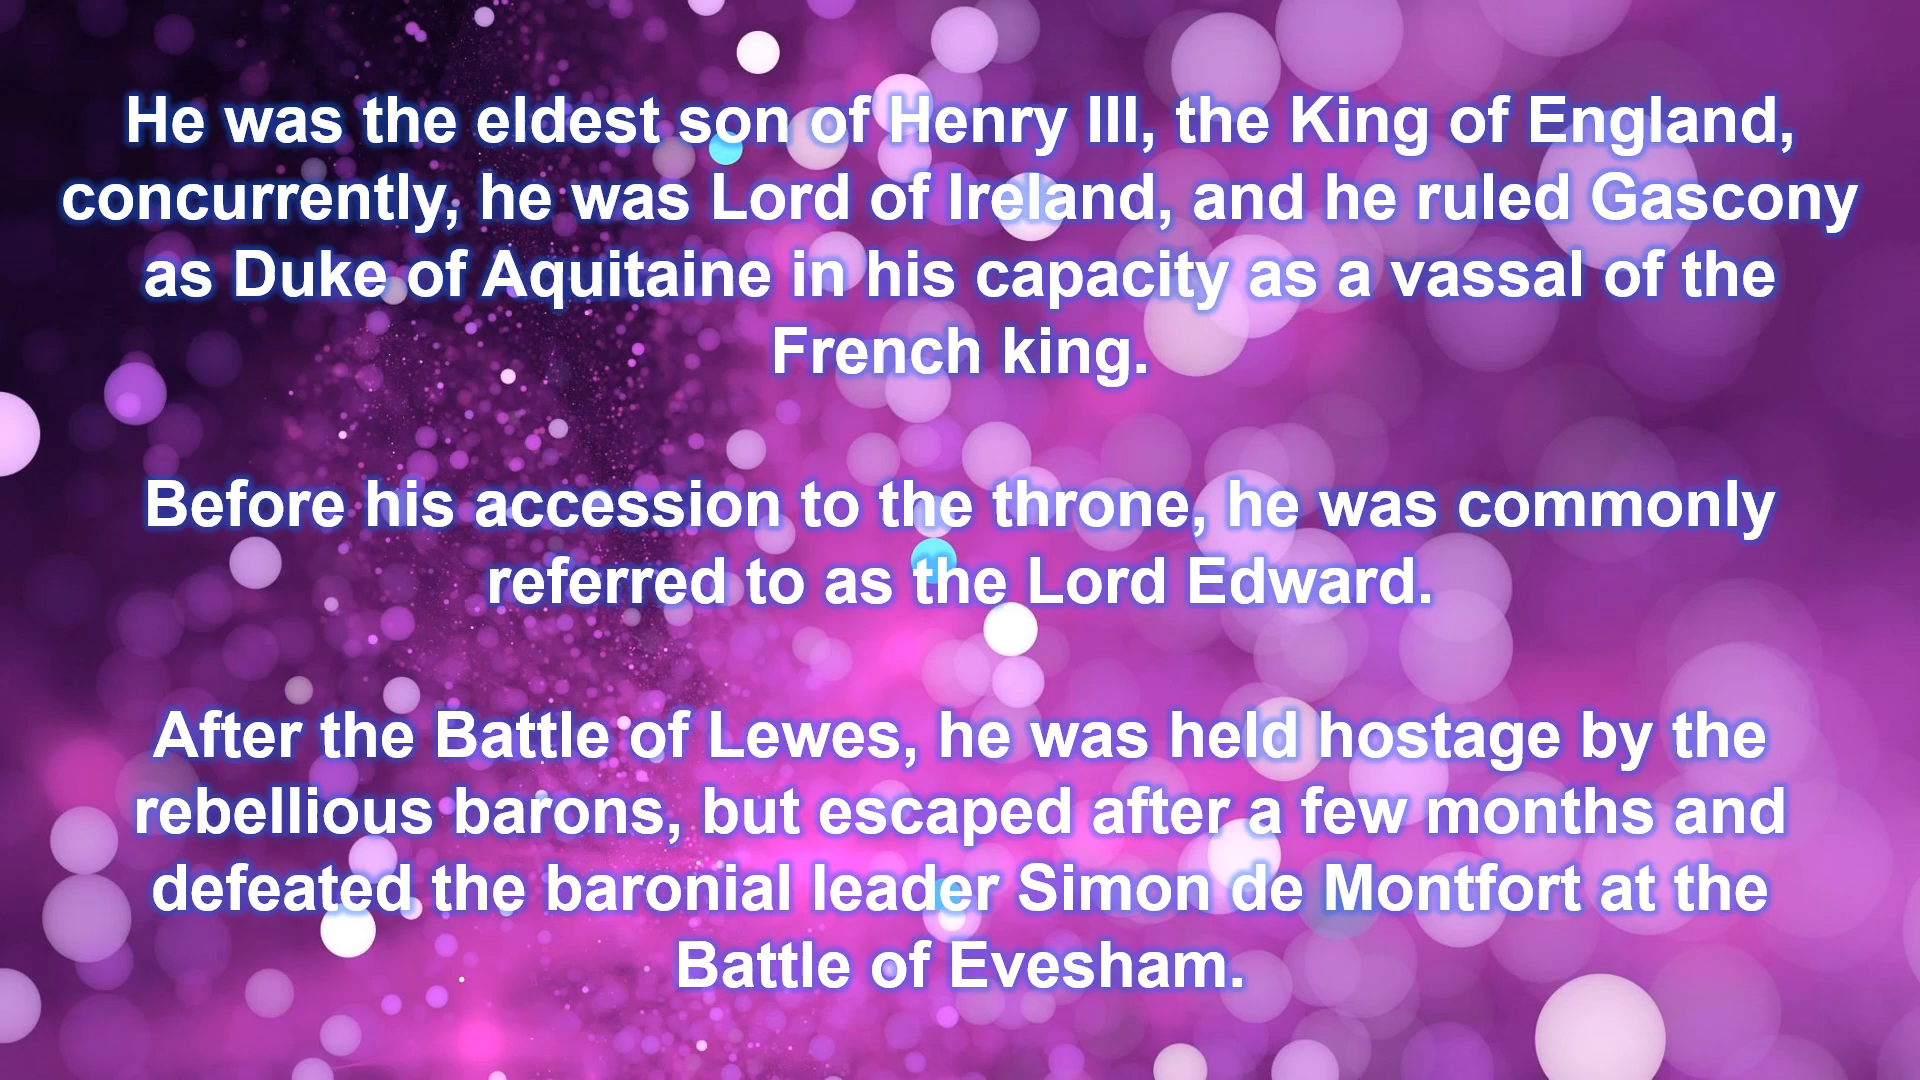 He was the eldest son of Henry III, the King of England,
concurrently, he was Lord of Ireland, and he ruled Gascony
as Duke of Aquitaine in his capacity as a vassal of the
French king.
Before his accession to the throne, he was commonly
referred to as the Lord Edward.
After the Battle of Lewes, he was held hostage by the
rebellious barons, but escaped after a few months and
defeated the baronial leader Simon de Montfort at the
Battle of Evesham.